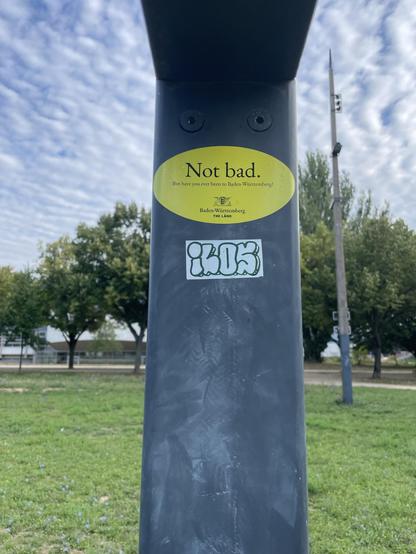 Not bad.
But have you ever been to Baden-Württemberg?
Baden-Württemberg
THE LÄND
ilos